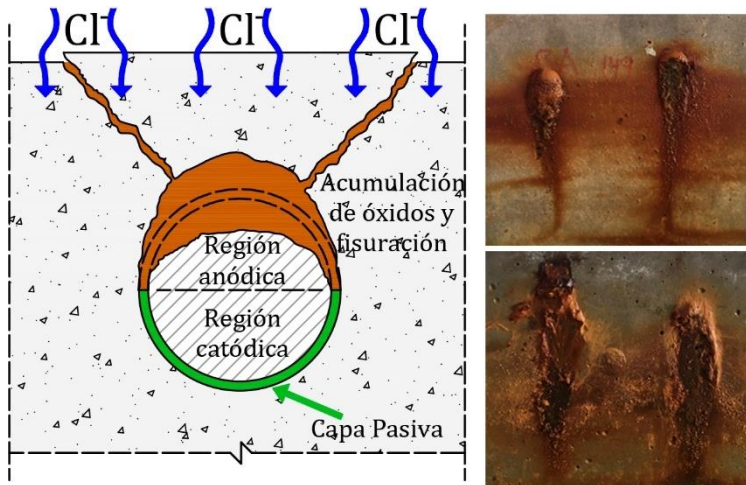 Cl⁻ Cl⁻ Cl⁻
Acumulación
de óxidos y
fisuración
Región
anódica
Región
catódica
Capa Pasiva